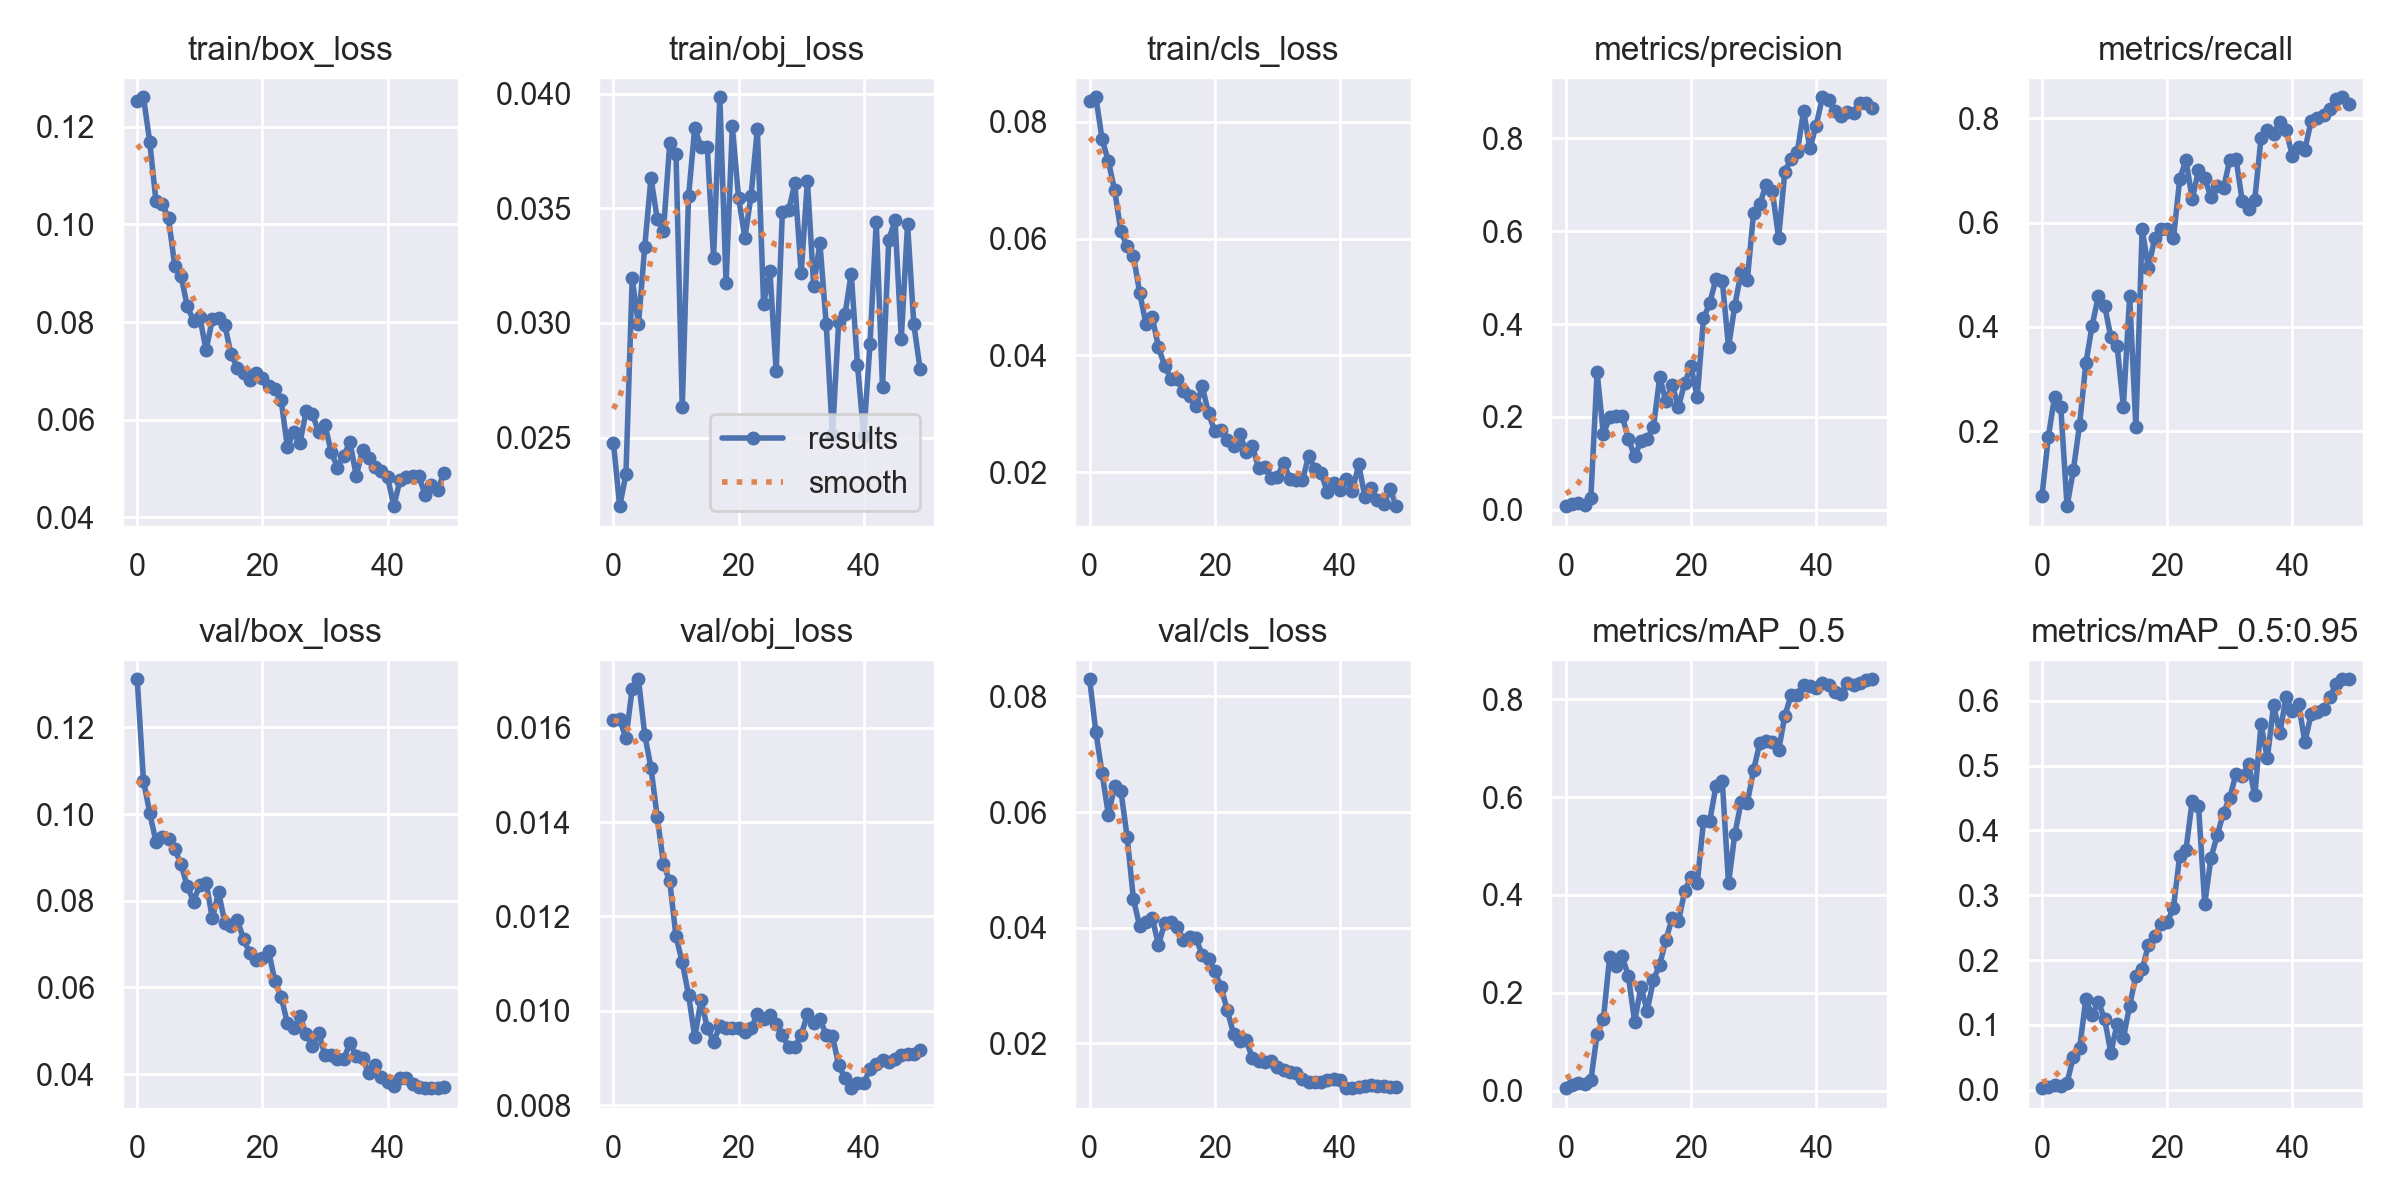 train/box_loss
0.12
0.10
0.08
0.06
0.04
0 20 40
train/obj_loss
0.040
0.035
0.030
0.025
results
smooth
0 20 40
train/cls_loss
0.08
0.06
0.04
0.02
0 20 40
metrics/precision
0.8
0.6
0.4
0.2
0.0
0 20 40
metrics/recall
0.8
0.6
0.4
0.2
0 20 40
val/box_loss
0.12
0.10
0.08
0.06
0.04
0 20 40
val/obj_loss
0.016
0.014
0.012
0.010
0.008
0 20 40
val/cls_loss
0.08
0.06
0.04
0.02
0 20 40
metrics/mAP_0.5
0.8
0.6
0.4
0.2
0.0
0 20 40
metrics/mAP_0.5:0.95
0.6
0.5
0.4
0.3
0.2
0.1
0.0
0 20 40